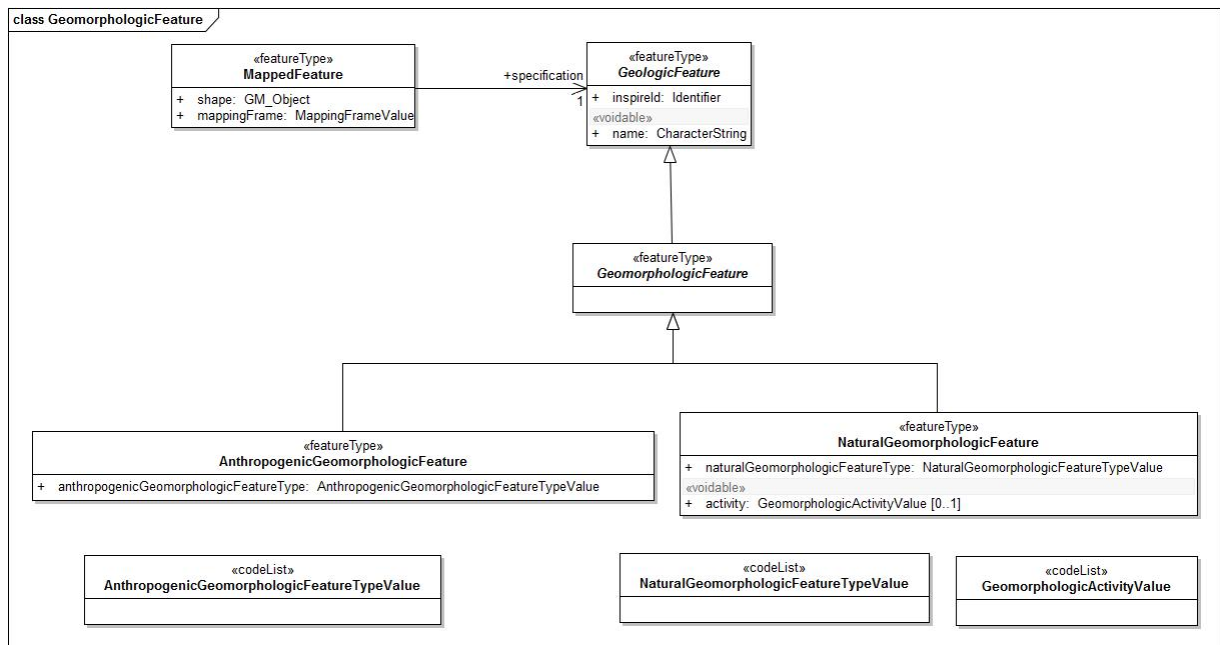 class GeomorphologicFeature
«featureType»
MappedFeature
+ shape: GM_Object
+ mappingFrame: MappingFrameValue
+specification
1
«featureType»
GeologicFeature
+ inspireId: Identifier
«voidable»
+ name: CharacterString
«featureType»
GeomorphologicFeature
«featureType»
AnthropogenicGeomorphologicFeature
+ anthropogenicGeomorphologicFeatureType: AnthropogenicGeomorphologicFeatureTypeValue
«featureType»
NaturalGeomorphologicFeature
+ naturalGeomorphologicFeatureType: NaturalGeomorphologicFeatureTypeValue
«voidable»
+ activity: GeomorphologicActivityValue [0..1]
«codeList»
AnthropogenicGeomorphologicFeatureTypeValue
«codeList»
NaturalGeomorphologicFeatureTypeValue
«codeList»
GeomorphologicActivityValue